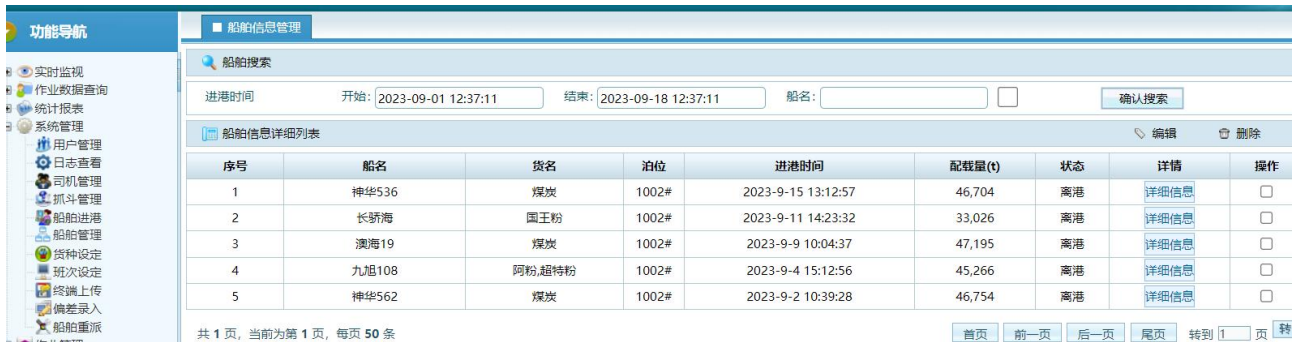 功能导航
船舶信息管理
实时监视
作业数据查询
统计报表
系统管理
用户管理
日志查看
司机管理
抓斗管理
船舶进港
船舶管理
货种设定
班次设定
终端上传
偏差录入
船舶重派
船舶搜索
进港时间 开始: 2023-09-01 12:37:11 结束: 2023-09-18 12:37:11 船名: 确认搜索
船舶信息详细列表 编辑 删除
序号 船名 货名 泊位 进港时间 配载量(t) 状态 详情 操作
1 神华536 煤炭 1002# 2023-9-15 13:12:57 46,704 离港 详细信息
2 长骄海 国王粉 1002# 2023-9-11 14:23:32 33,026 离港 详细信息
3 澳海19 煤炭 1002# 2023-9-9 10:04:37 47,195 离港 详细信息
4 九旭108 阿粉,超特粉 1002# 2023-9-4 15:12:56 45,266 离港 详细信息
5 神华562 煤炭 1002# 2023-9-2 10:39:28 46,754 离港 详细信息
共 1 页, 当前为第 1 页, 每页 50 条 首页 前一页 后一页 尾页 转到 1 页 转